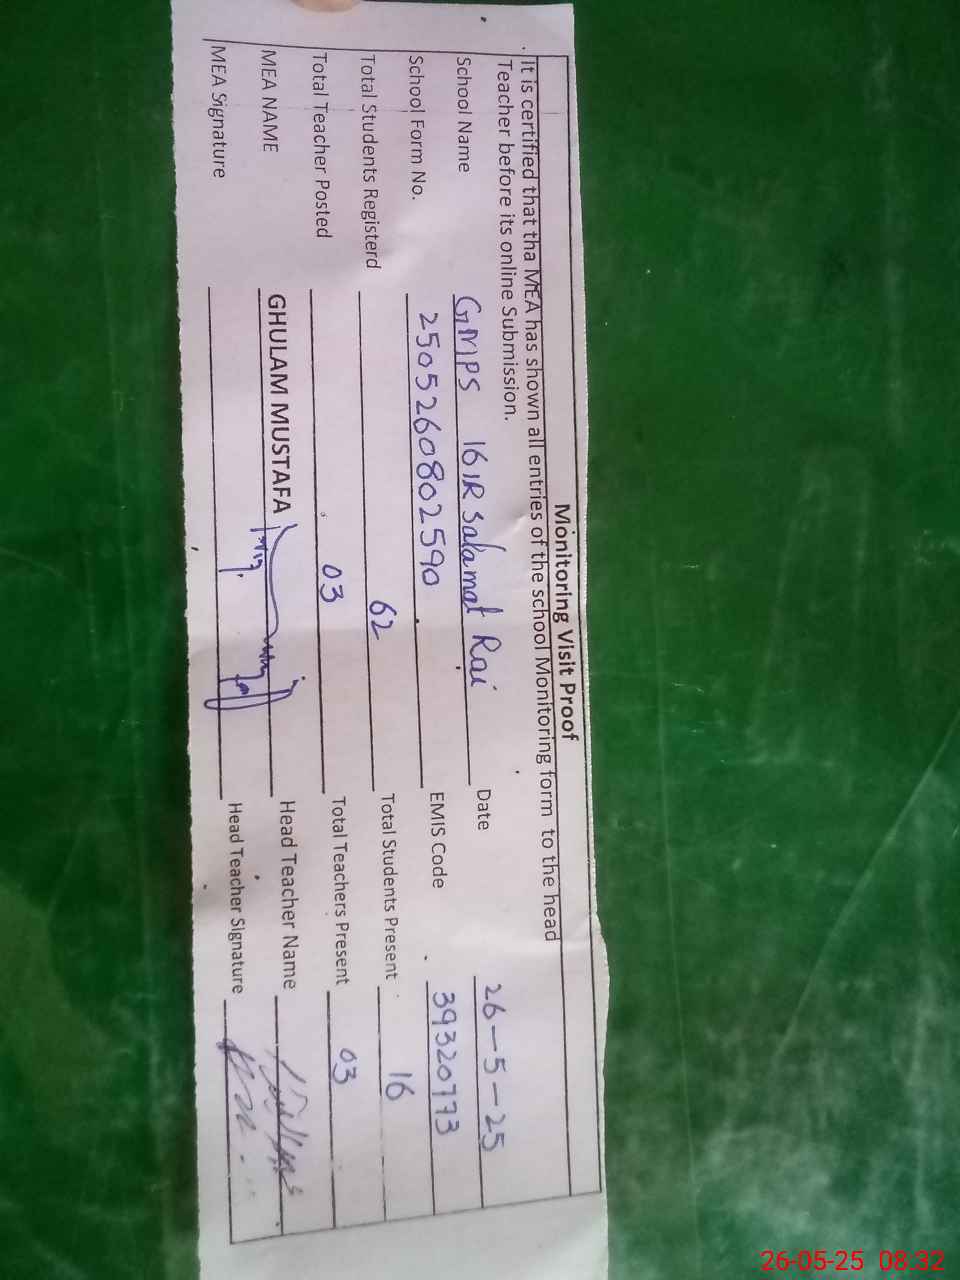 Monitoring Visit Proof
It is certified that tha MEA has shown all entries of the school Monitoring form to the head
Teacher before its online Submission.
School Name GMPS 16 1R Salamat Rai Date 26-5-25
School Form No. 2505260802590 EMIS Code 39320773
Total Students Registerd 62 Total Students Present 16
Total Teacher Posted 03 Total Teachers Present 03
MEA NAME GHULAM MUSTAFA Head Teacher Name
MEA Signature Head Teacher Signature
26-05-25 08:32